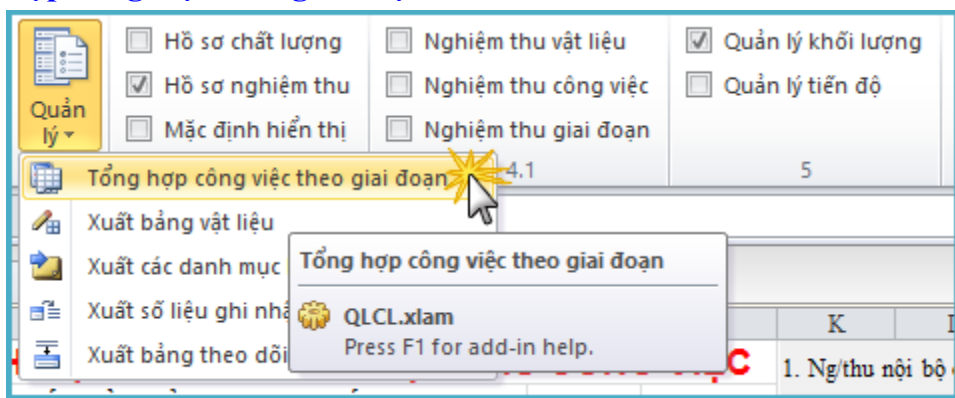 Hồ sơ chất lượng
Nghiệm thu vật liệu
Quản lý khối lượng
Hồ sơ nghiệm thu
Nghiệm thu công việc
Quản lý tiến độ
Quản
lý
Mặc định hiển thị
Nghiệm thu giai đoạn
4.1
5
Tổng hợp công việc theo giai đoạn
Xuất bảng vật liệu
Xuất các danh mục
Xuất số liệu ghi nhậ
Xuất bảng theo dõi
Tổng hợp công việc theo giai đoạn
QLCL.xlam
Press F1 for add-in help.
K
1. Ng/thu nội bộ